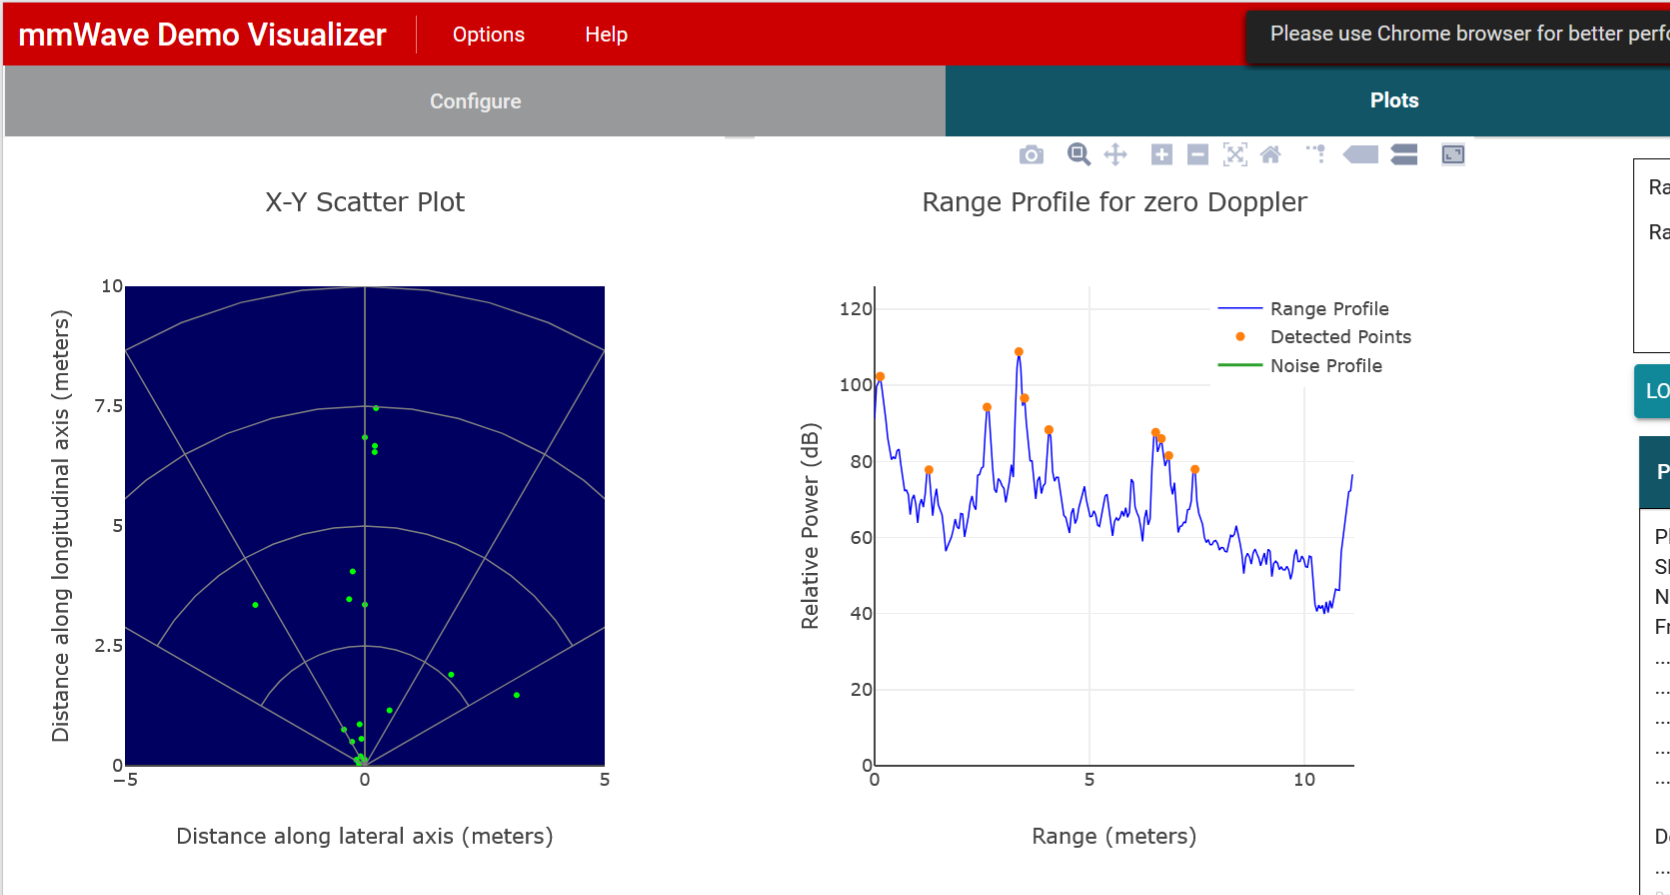 mmWave Demo Visualizer Options Help
Please use Chrome browser for better perfo
Configure
Plots
X-Y Scatter Plot
Distance along longitudinal axis (meters)
10
7.5
5
2.5
0
−5 0 5
Distance along lateral axis (meters)
Range Profile for zero Doppler
Relative Power (dB)
120
100
80
60
40
20
0
0 5 10
Range (meters)
Range Profile
Detected Points
Noise Profile
Ra
Ra
LO
P
Pl
Sl
N
Fr
...
...
...
...
...
De
...